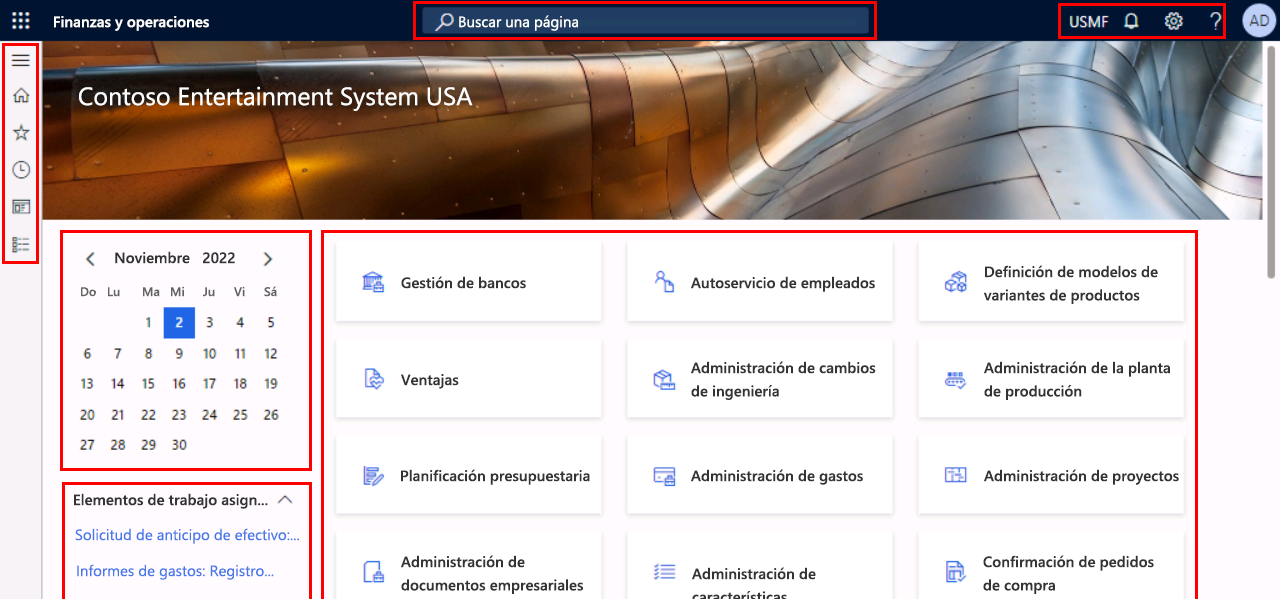 Finanzas y operaciones
Buscar una página
USMF
?
AD
Contoso Entertainment System USA
Noviembre 2022
Do Lu Ma Mi Ju Vi Sá
1 2 3 4 5
6 7 8 9 10 11 12
13 14 15 16 17 18 19
20 21 22 23 24 25 26
27 28 29 30
Elementos de trabajo asign...
Solicitud de anticipo de efectivo:...
Informes de gastos: Registro...
Gestión de bancos
Autoservicio de empleados
Definición de modelos de
variantes de productos
Ventajas
Administración de cambios
de ingeniería
Administración de la planta
de producción
Planificación presupuestaria
Administración de gastos
Administración de proyectos
Administración de
documentos empresariales
Administración de
características
Confirmación de pedidos
de compra